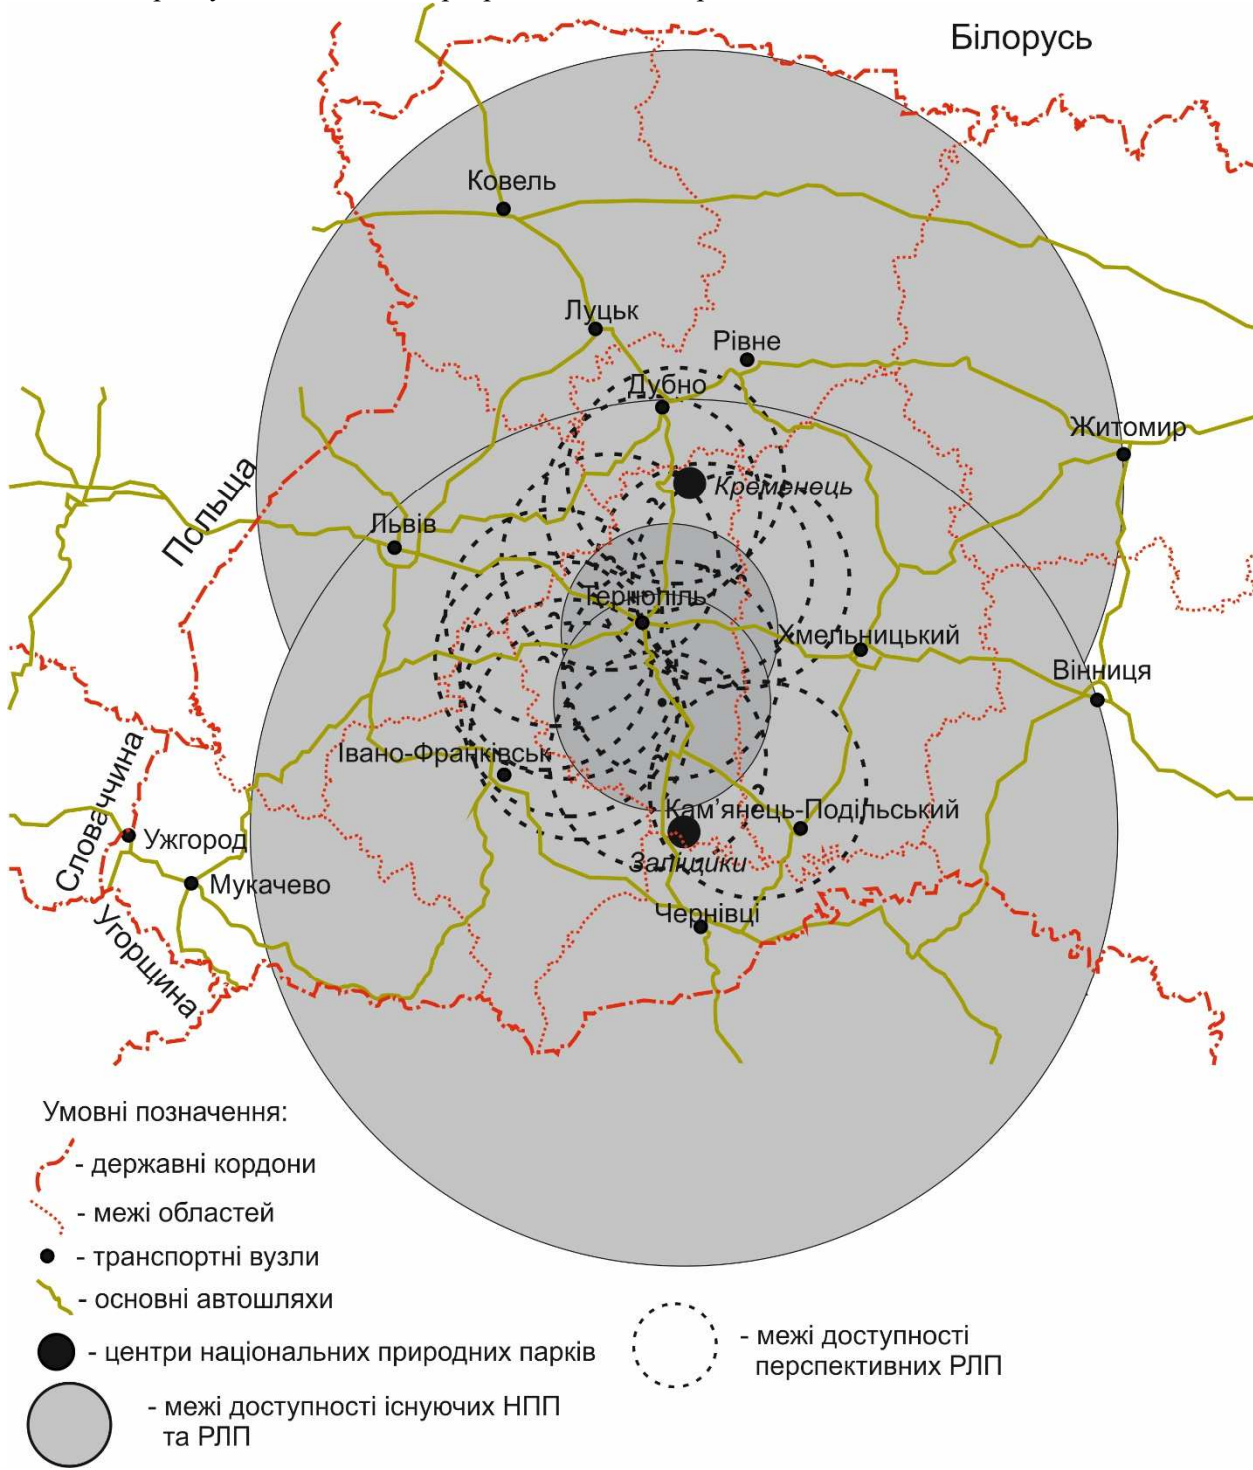 Білорусь
Ковель
Луцьк
Рівне
Дубно
Житомир
Польща
Кременець
Львів
Тернопіль
Хмельницький
Вінниця
Словаччина
Івано-Франківськ
Кам'янець-Подільський
Ужгород
Заліщики
Мукачево
Чернівці
Угорщина
Умовні позначення:
- державні кордони
- межі областей
- транспортні вузли
- основні автошляхи
- центри національних природних парків
- межі доступності
перспективних РЛП
- межі доступності існуючих НПП
та РЛП